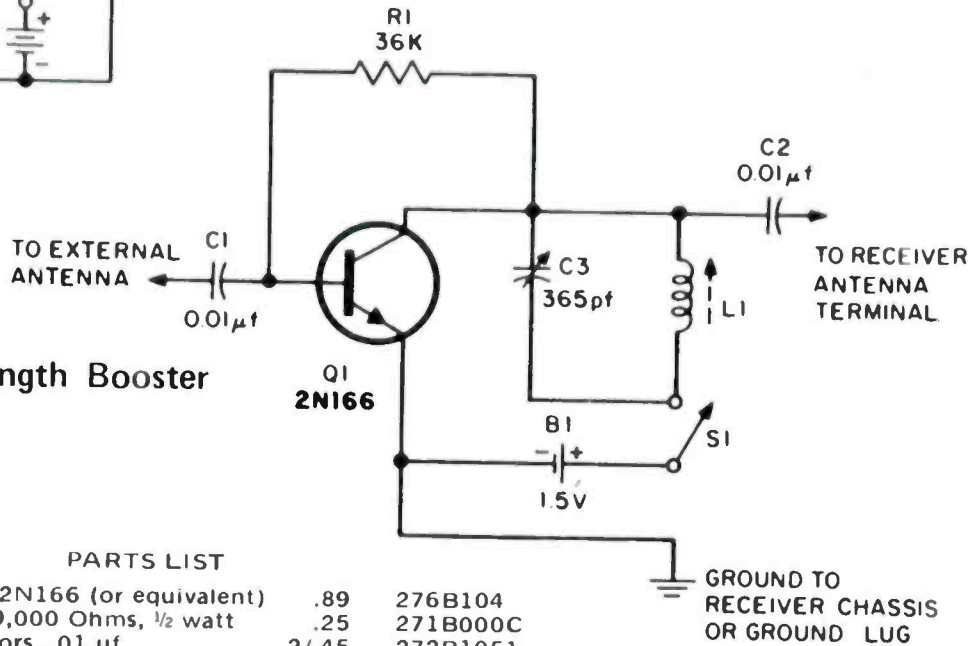 +
-
R1
36K
C2
0.01µf
TO EXTERNAL
ANTENNA
C1
0.01µf
C3
365pf
L1
TO RECEIVER
ANTENNA
TERMINAL
ngth Booster
Q1
2N166
B1
- +
1.5V
S1
GROUND TO
RECEIVER CHASSIS
OR GROUND LUG
PARTS LIST
2N166 (or equivalent) .89 276B104
,000 Ohms, ½ watt .25 271B000C